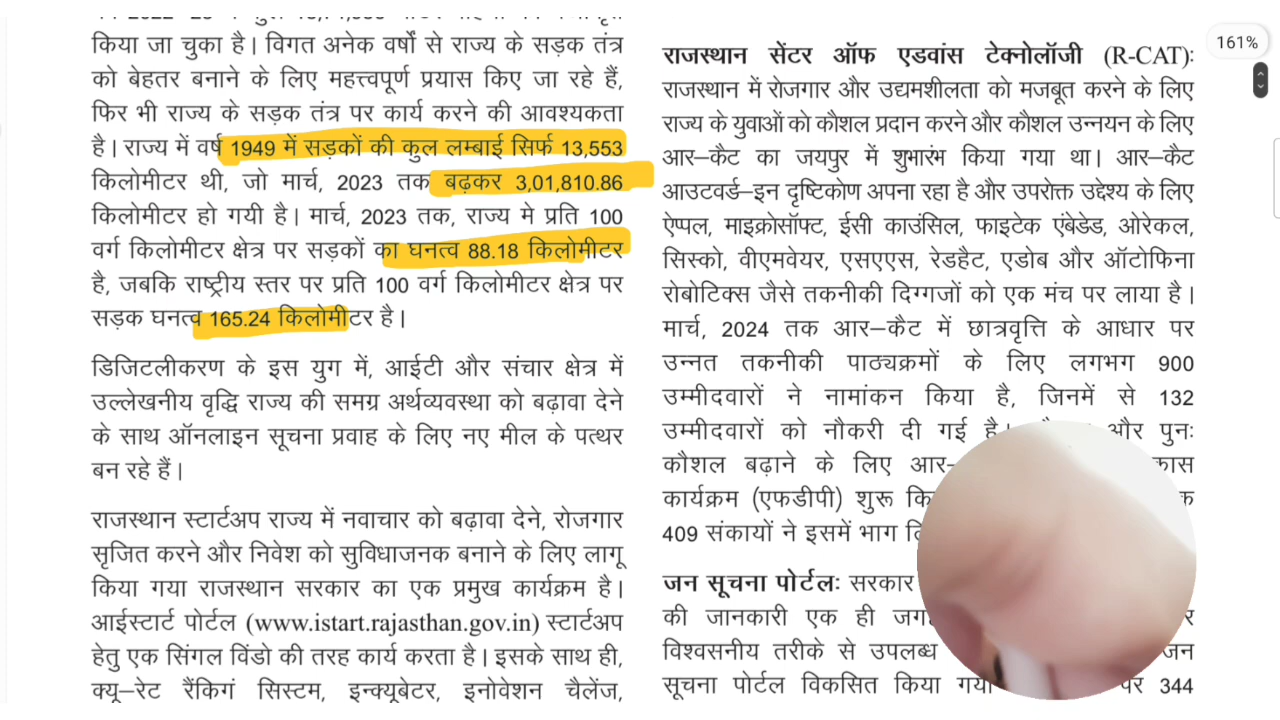 किया जा चुका है। विगत अनेक वर्षों से राज्य के सड़क तंत्र
को बेहतर बनाने के लिए महत्त्वपूर्ण प्रयास किए जा रहे हैं,
फिर भी राज्य के सड़क तंत्र पर कार्य करने की आवश्यकता
है। राज्य में वर्ष 1949 में सड़कों की कुल लम्बाई सिर्फ 13,553
किलोमीटर थी, जो मार्च, 2023 तक बढ़कर 3,01,810.86
किलोमीटर हो गयी है। मार्च, 2023 तक, राज्य मे प्रति 100
वर्ग किलोमीटर क्षेत्र पर सड़कों का घनत्व 88.18 किलोमीटर
है, जबकि राष्ट्रीय स्तर पर प्रति 100 वर्ग किलोमीटर क्षेत्र पर
सड़क घनत्व 165.24 किलोमीटर है।
डिजिटलीकरण के इस युग में, आईटी और संचार क्षेत्र में
उल्लेखनीय वृद्धि राज्य की समग्र अर्थव्यवस्था को बढ़ावा देने
के साथ ऑनलाइन सूचना प्रवाह के लिए नए मील के पत्थर
बन रहे हैं।
राजस्थान स्टार्टअप राज्य में नवाचार को बढ़ावा देने, रोजगार
सृजित करने और निवेश को सुविधाजनक बनाने के लिए लागू
किया गया राजस्थान सरकार का एक प्रमुख कार्यक्रम है।
आईस्टार्ट पोर्टल (www.istart.rajasthan.gov.in) स्टार्टअप
हेतु एक सिंगल विंडो की तरह कार्य करता है। इसके साथ ही,
क्यू–रेट रैंकिगं सिस्टम, इन्क्यूबेटर, इनोवेशन चैलेंज,
161%
राजस्थान सेंटर ऑफ एडवांस टेक्नोलॉजी (R-CAT):
राजस्थान में रोजगार और उद्यमशीलता को मजबूत करने के लिए
राज्य के युवाओं को कौशल प्रदान करने और कौशल उन्नयन के लिए
आर–कैट का जयपुर में शुभारंभ किया गया था। आर–कैट
आउटवर्ड–इन दृष्टिकोण अपना रहा है और उपरोक्त उद्देश्य के लिए
ऐप्पल, माइक्रोसॉफ्ट, ईसी काउंसिल, फाइटेक एंबेडेड, ओरेकल,
सिस्को, वीएमवेयर, एसएएस, रेडहैट, एडोब और ऑटोफिना
रोबोटिक्स जैसे तकनीकी दिग्गजों को एक मंच पर लाया है।
मार्च, 2024 तक आर–कैट में छात्रवृत्ति के आधार पर
उन्नत तकनीकी पाठ्यक्रमों के लिए लगभग 900
उम्मीदवारों ने नामांकन किया है, जिनमें से 132
उम्मीदवारों को नौकरी दी गई है। और पुनः
कौशल बढ़ाने के लिए
कार्यक्रम (एफडीपी) शुरू
409 संकायों ने इसमें भाग
जन सूचना पोर्टलः सरकार
की जानकारी एक ही
विश्वसनीय तरीके से उपलब्ध जन
सूचना पोर्टल विकसित किया पर 344